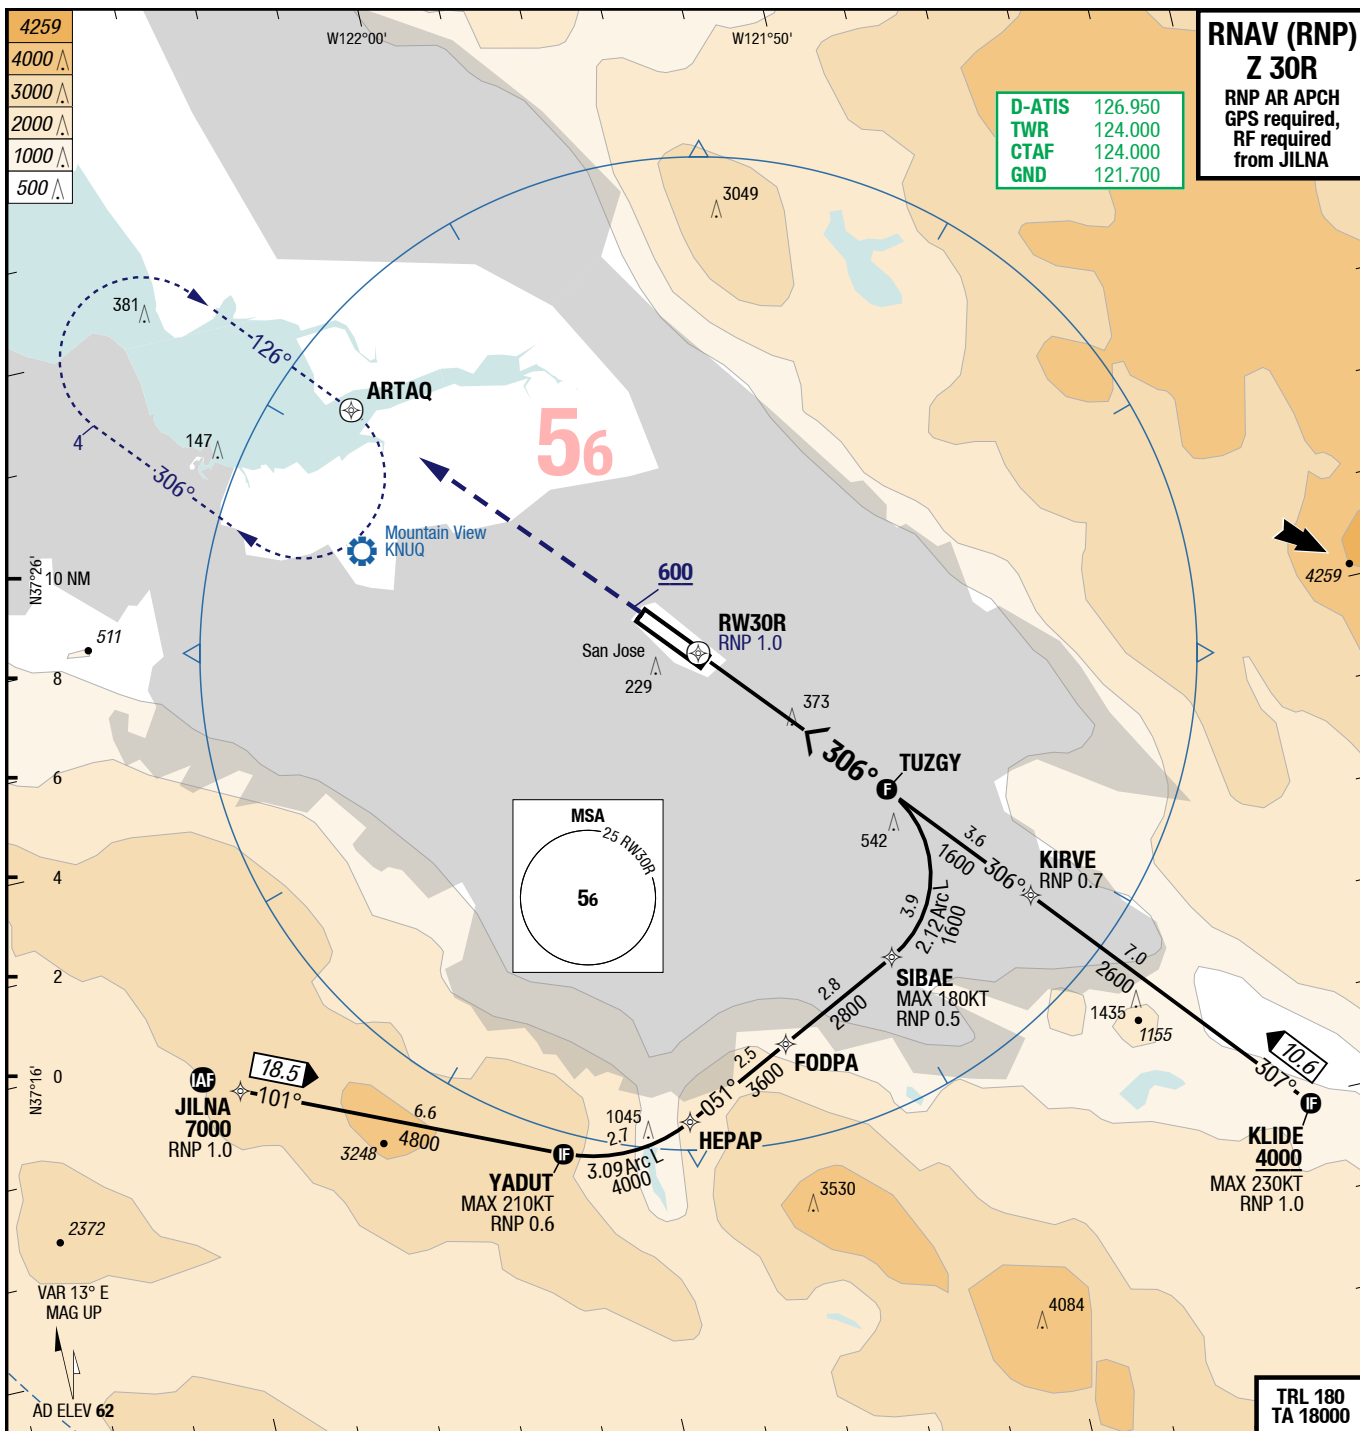 4259
4000
3000
2000
1000
500
W122°00'
W121°50'
RNAV (RNP)
Z 30R
RNP AR APCH
GPS required,
RF required
from JILNA
D-ATIS 126.950
TWR 124.000
CTAF 124.000
GND 121.700
3049
381
126°
ARTAQ
4
147
306°
56
Mountain View
KNUQ
4259
N37°26'
10 NM
600
RW30R
RNP 1.0
San Jose
229
511
8
373
6
306°
TUZGY
MSA
25 RW30R
56
542
3.6
1600
306°
KIRVE
RNP 0.7
4
3.9
2.12 Arc L
1600
SIBAE
MAX 180KT
RNP 0.5
7.0
2600
1435
1155
2
2.8
2800
FODPA
2.5
3600
051°
HEPAP
10.6
307°
KLIDE
4000
MAX 230KT
RNP 1.0
N37°16'
0
IAF
JILNA
7000
RNP 1.0
18.5
101°
6.6
4800
3248
IF
YADUT
MAX 210KT
RNP 0.6
1045
2.7
3.09 Arc L
4000
F
IF
3530
4084
2372
VAR 13° E
MAG UP
AD ELEV 62
TRL 180
TA 18000